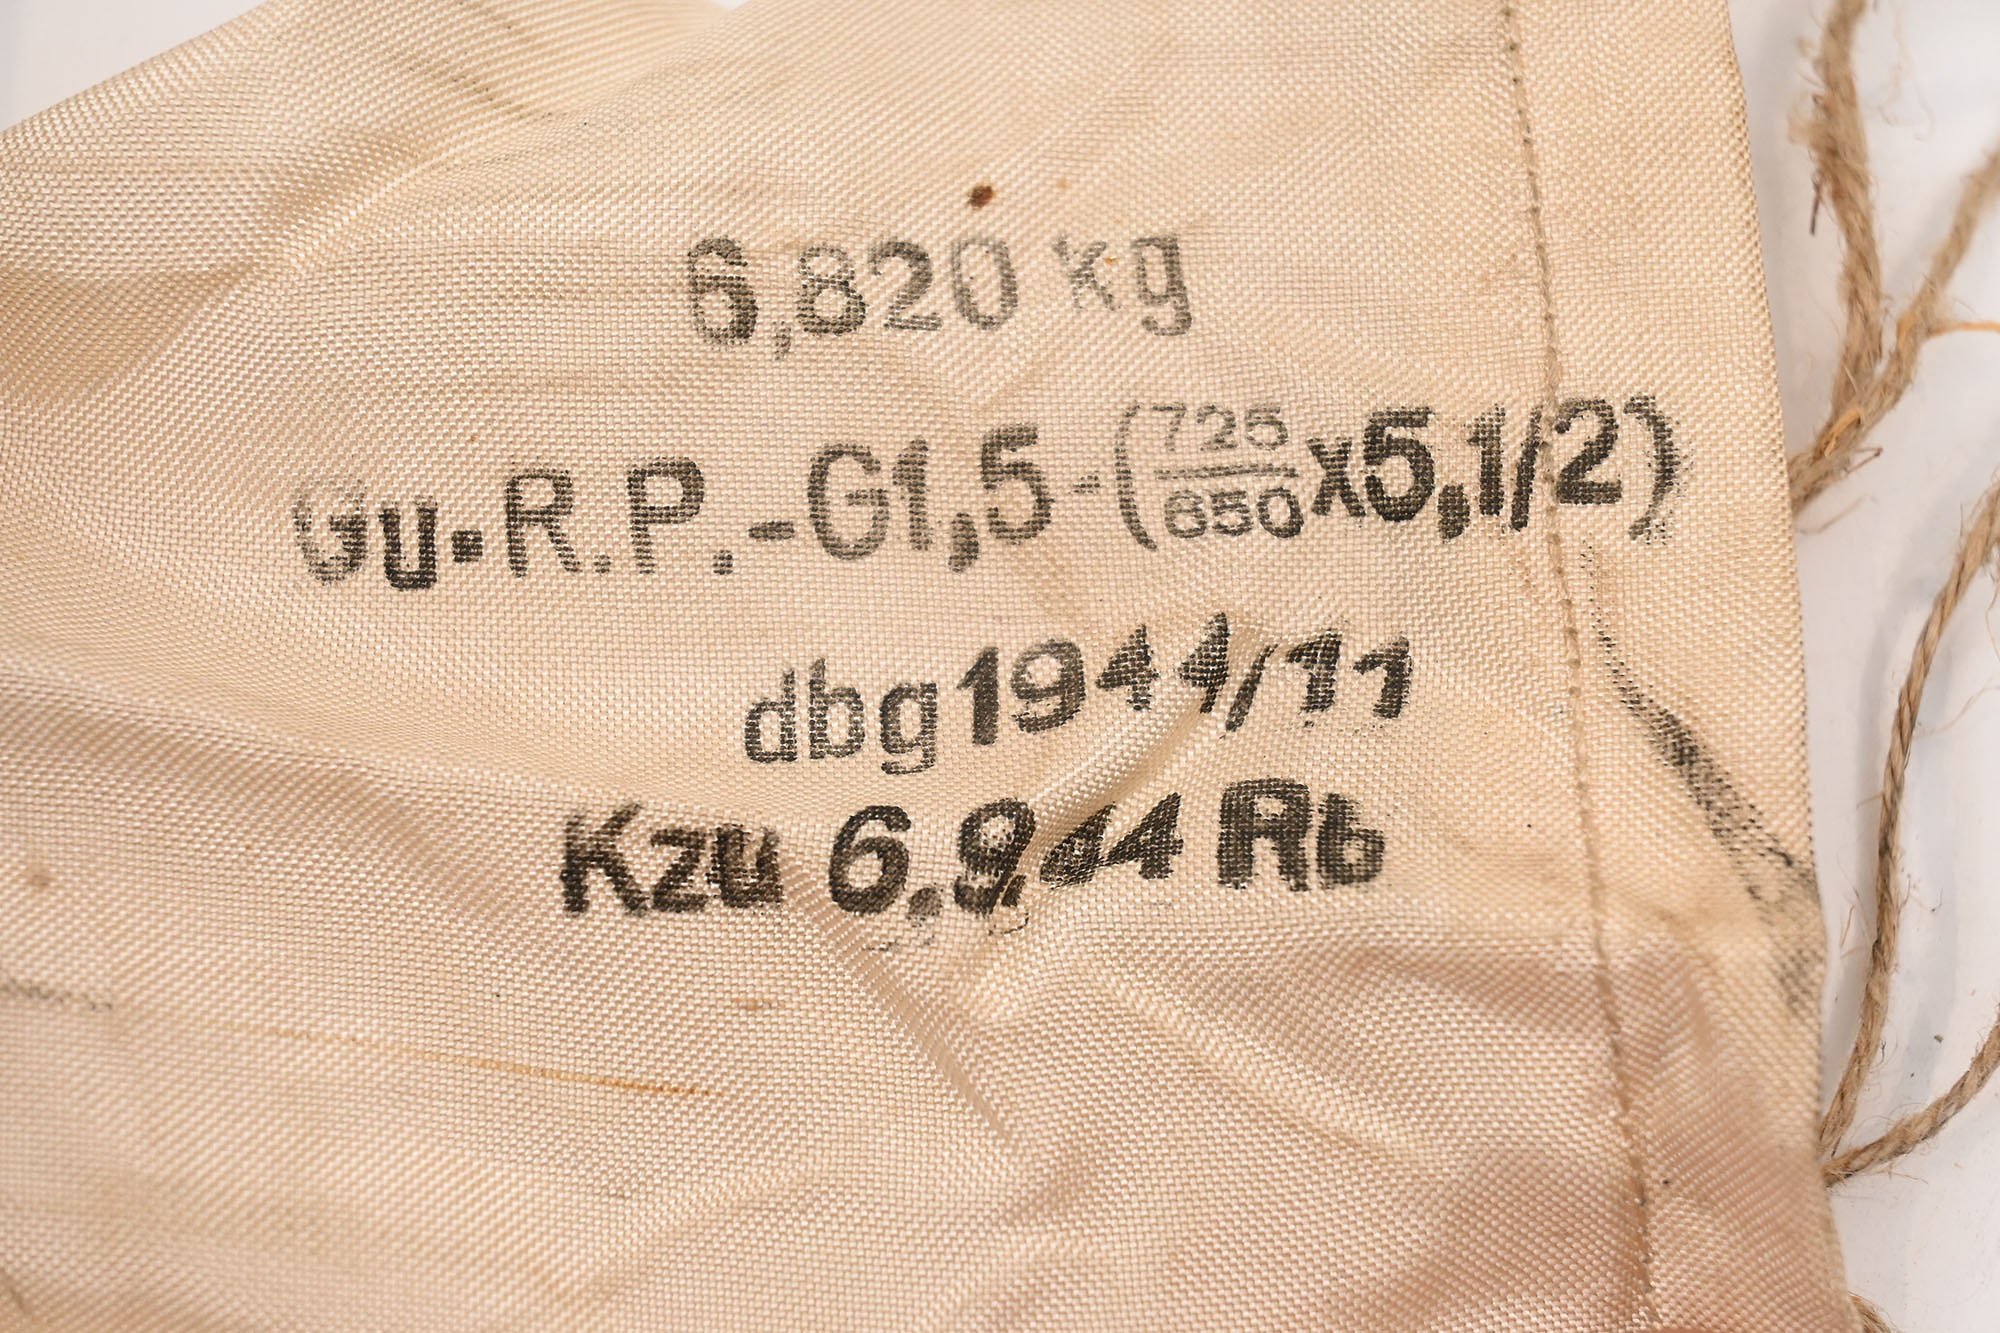 6,820 kg
Gu.R.P.-G1,5-(725/650x5,1/2)
dbg1944/11
Kzu 6.9.44 Rb